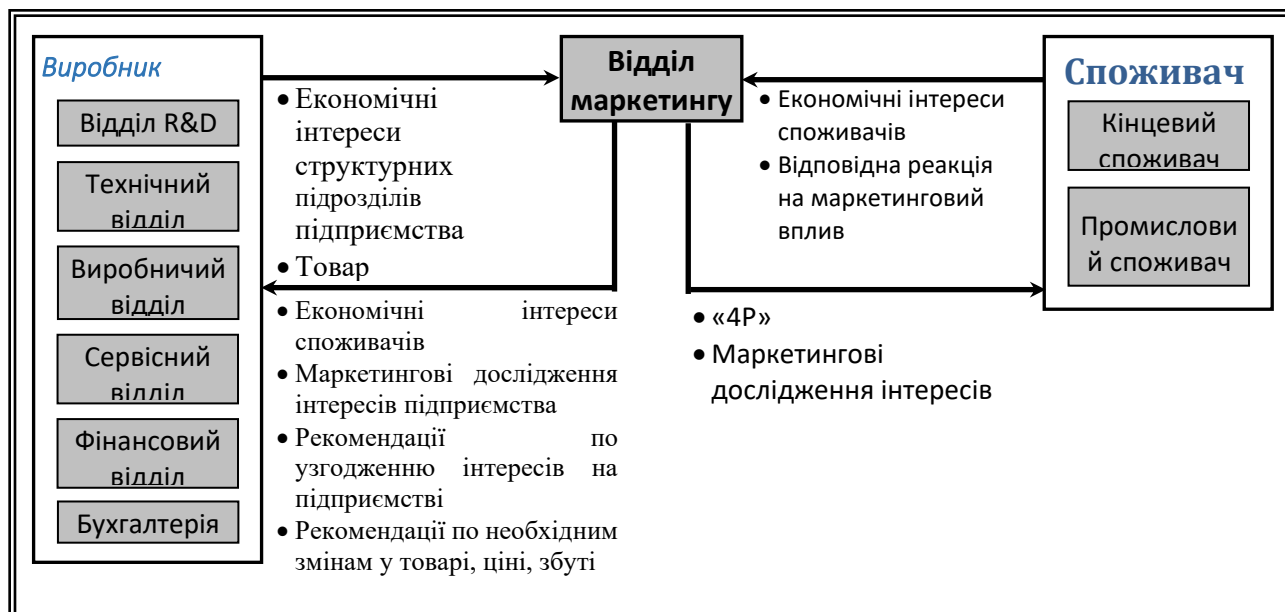 Виробник
Відділ R&D
Технічний
відділ
Виробничий
відділ
Сервісний
відділ
Фінансовий
відділ
Бухгалтерія
• Економічні
інтереси
структурних
підрозділів
підприємства
• Товар
• Економічні інтереси
споживачів
• Маркетингові дослідження
інтересів підприємства
• Рекомендації по
узгодженню інтересів на
підприємстві
• Рекомендації по необхідним
змінам у товарі, ціні, збуті
Відділ
маркетингу
• Економічні інтереси
споживачів
• Відповідна реакція
на маркетинговий
вплив
• «4Р»
• Маркетингові
дослідження інтересів
Споживач
Кінцевий
споживач
Промислови
й споживач